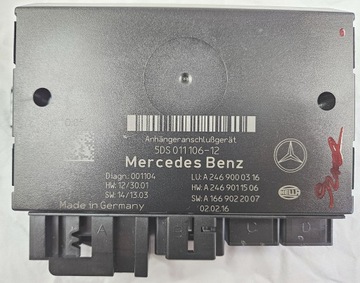 Anhängeranschlußgerät
5DS 011 106-12
Mercedes Benz
Diagn: 001104
HW: 12/30.01
SW: 14/13.03
Made in Germany
LU: A 246 900 03 16
HW: A 246 901 15 06
SW: A 166 902 20 07
02.02.16
HELLA
A
C
D